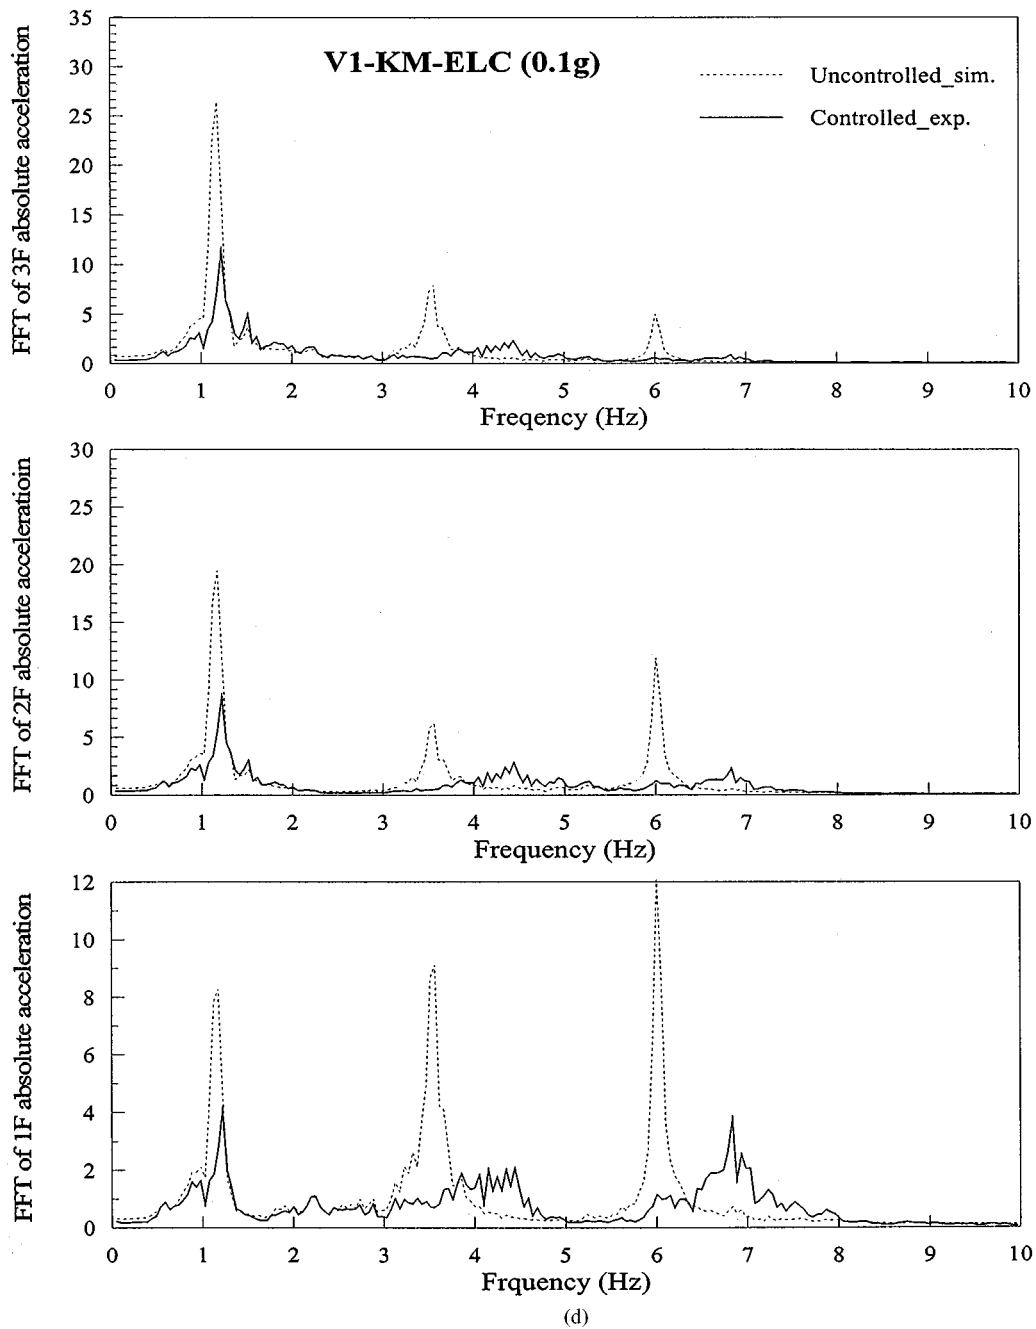 FFT of 3F absolute acceleration
35
30
25
20
15
10
5
0
V1-KM-ELC (0.1g)
Uncontrolled_sim.
Controlled_exp.
0 1 2 3 4 5 6 7 8 9 10
Freqency (Hz)
FFT of 2F absolute acceleratioin
30
25
20
15
10
5
0
0 1 2 3 4 5 6 7 8 9 10
Frequency (Hz)
FFT of 1F absolute acceleration
12
10
8
6
4
2
0
0 1 2 3 4 5 6 7 8 9 10
Frquency (Hz)
(d)